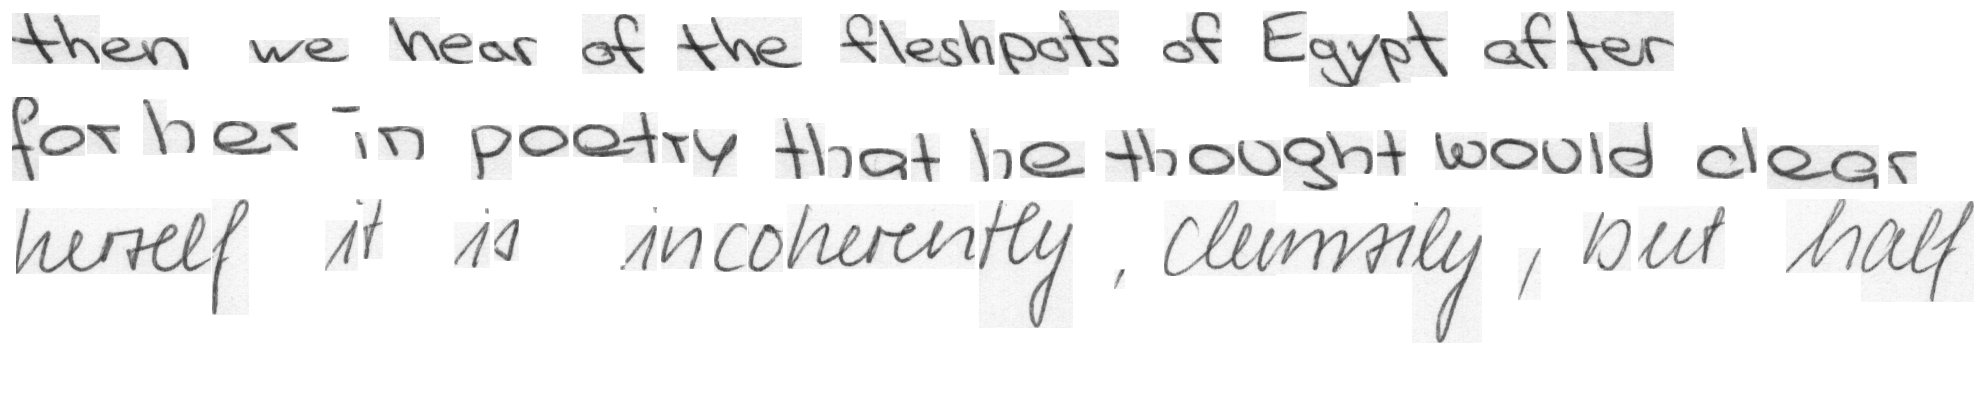 then we hear of the fleshpots of Egypt after
for her in poetry that he thought would clear
herself it is incoherently, clumsily, but half